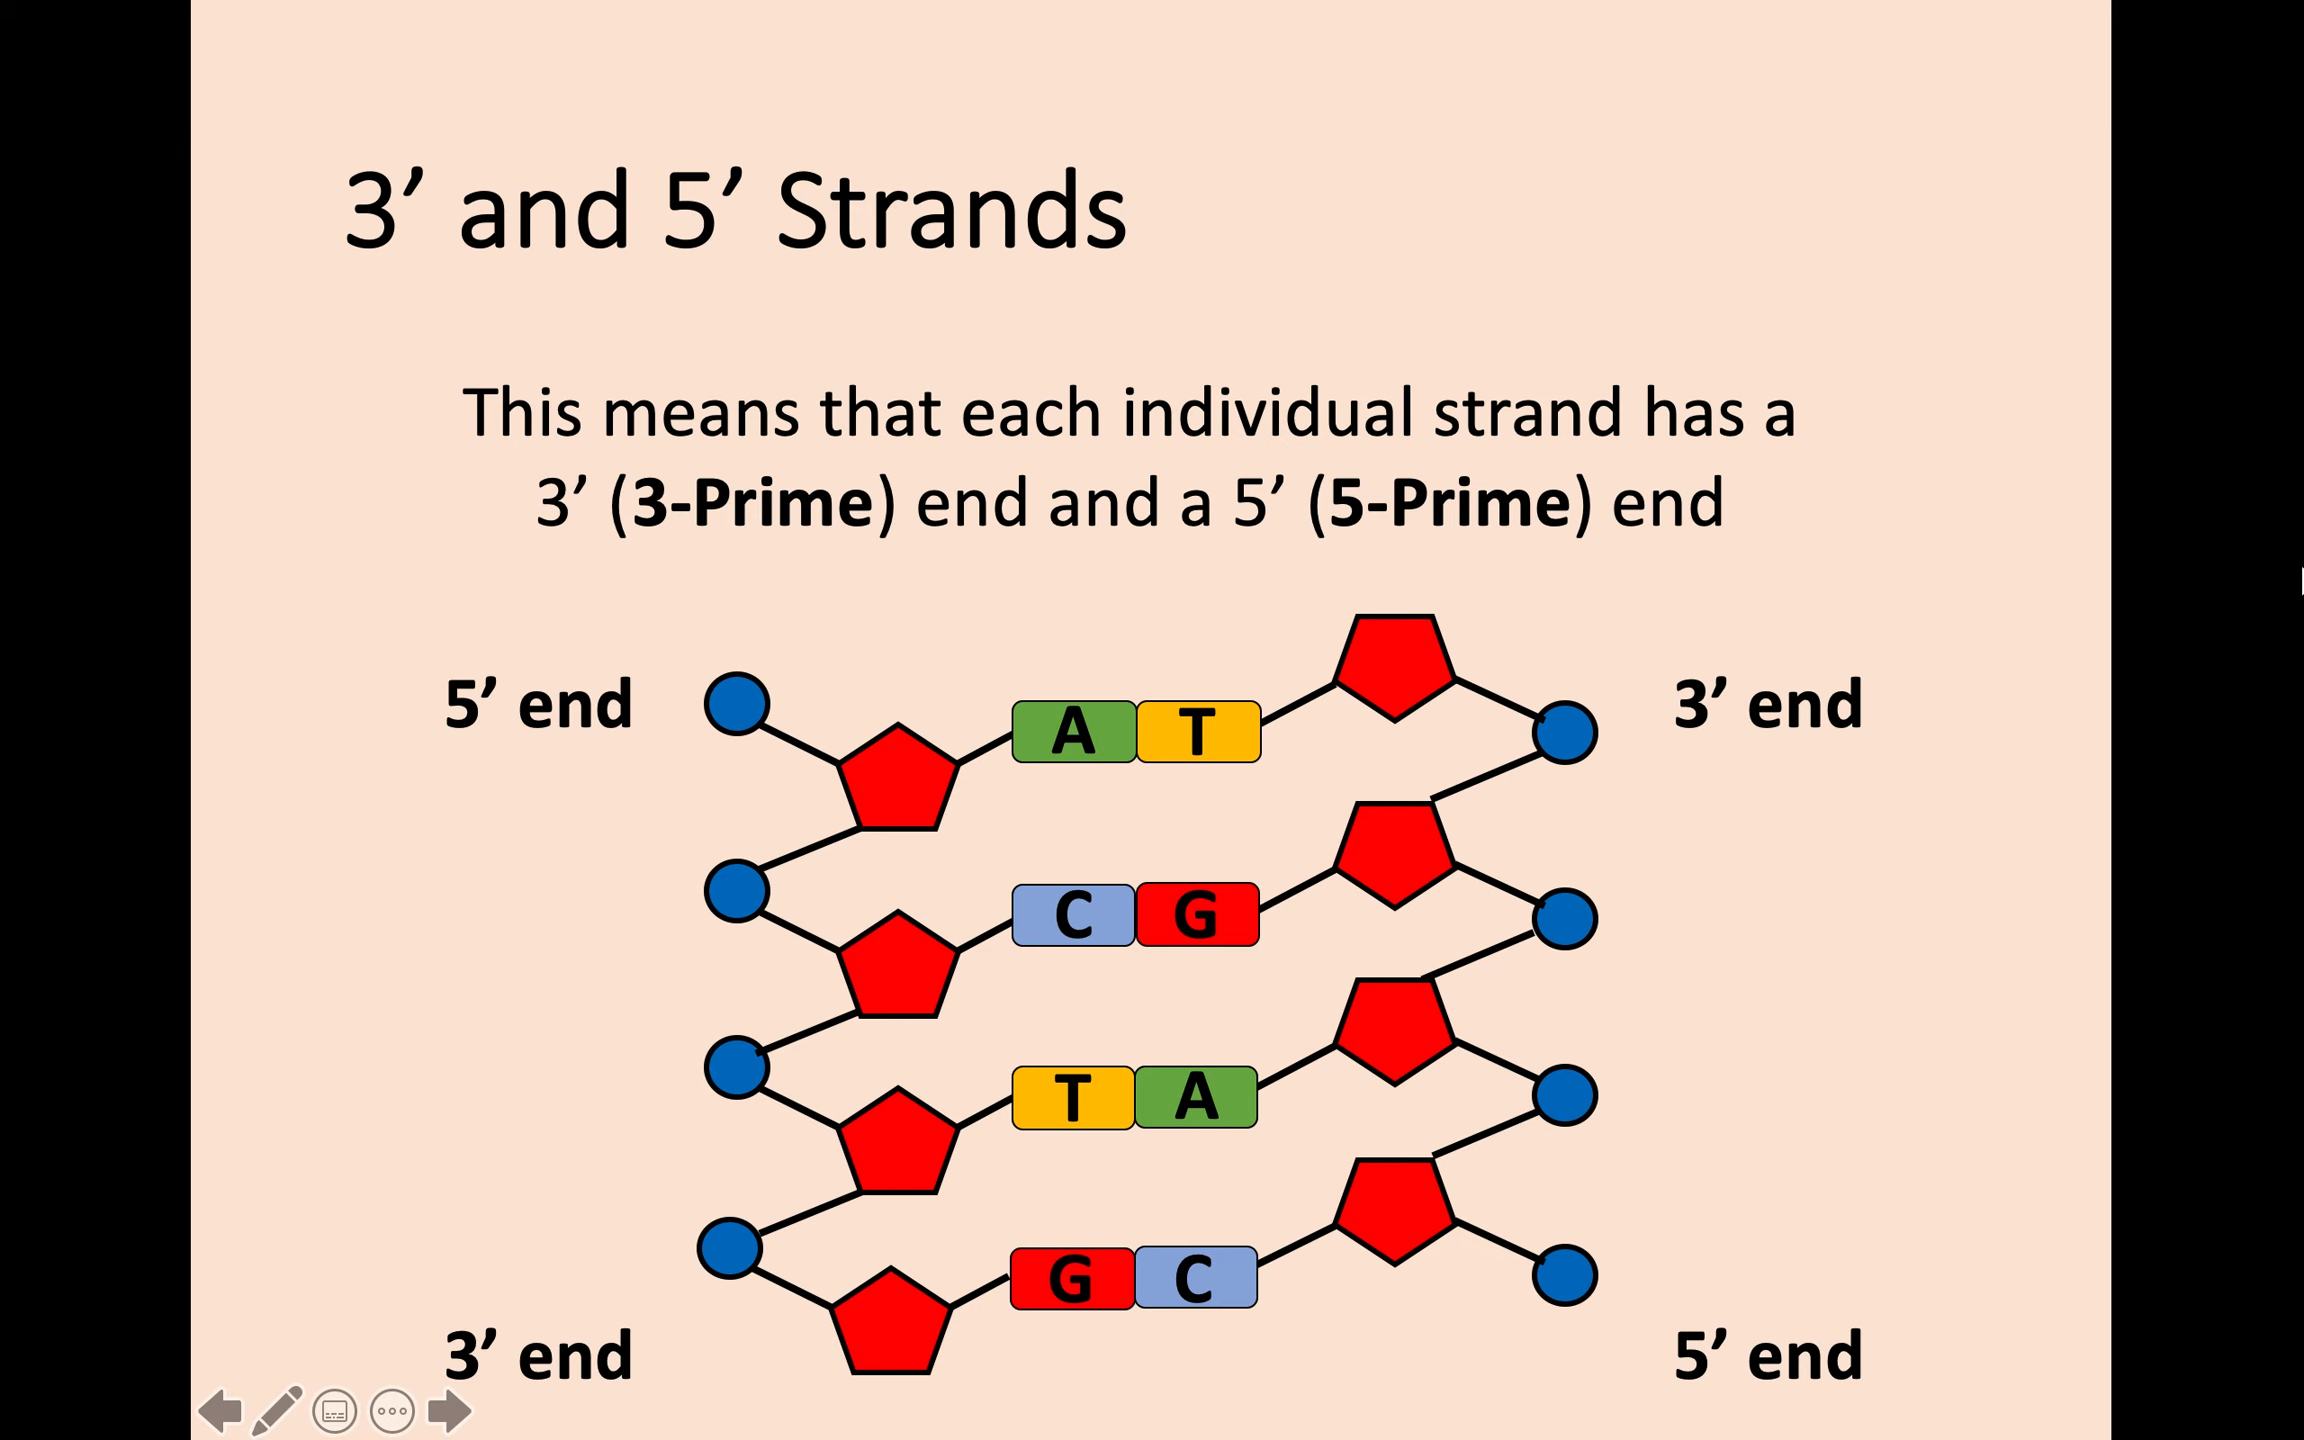 3’ and 5’ Strands
This means that each individual strand has a
3’ (3-Prime) end and a 5’ (5-Prime) end
5’ end
3’ end
A T
C G
T A
G C
3’ end
5’ end